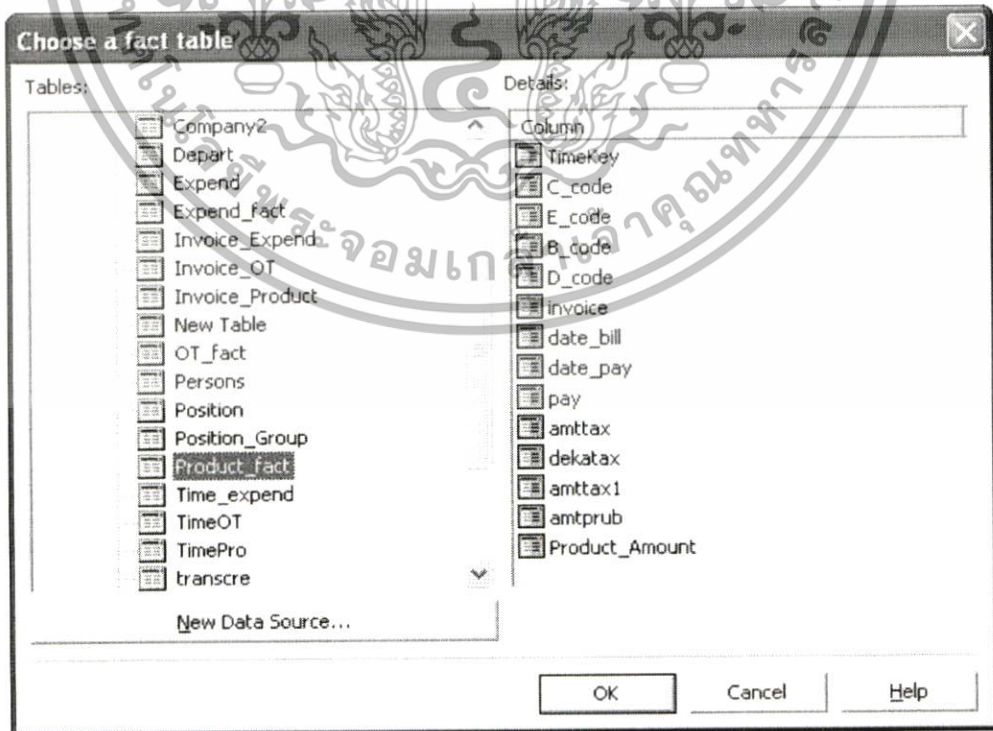 Choose a fact table
Tables:
Company2
Depart
Expend
Expend_fact
Invoice_Expend
Invoice_OT
Invoice_Product
New Table
OT_fact
Persons
Position
Position_Group
Product_fact
Time_expend
TimeOT
TimePro
transcre
New Data Source...
Details:
Column
TimeKey
C_code
E_code
B_code
D_code
invoice
date_bill
date_pay
pay
amttax
dekatax
amttax1
amtprub
Product_Amount
OK
Cancel
Help